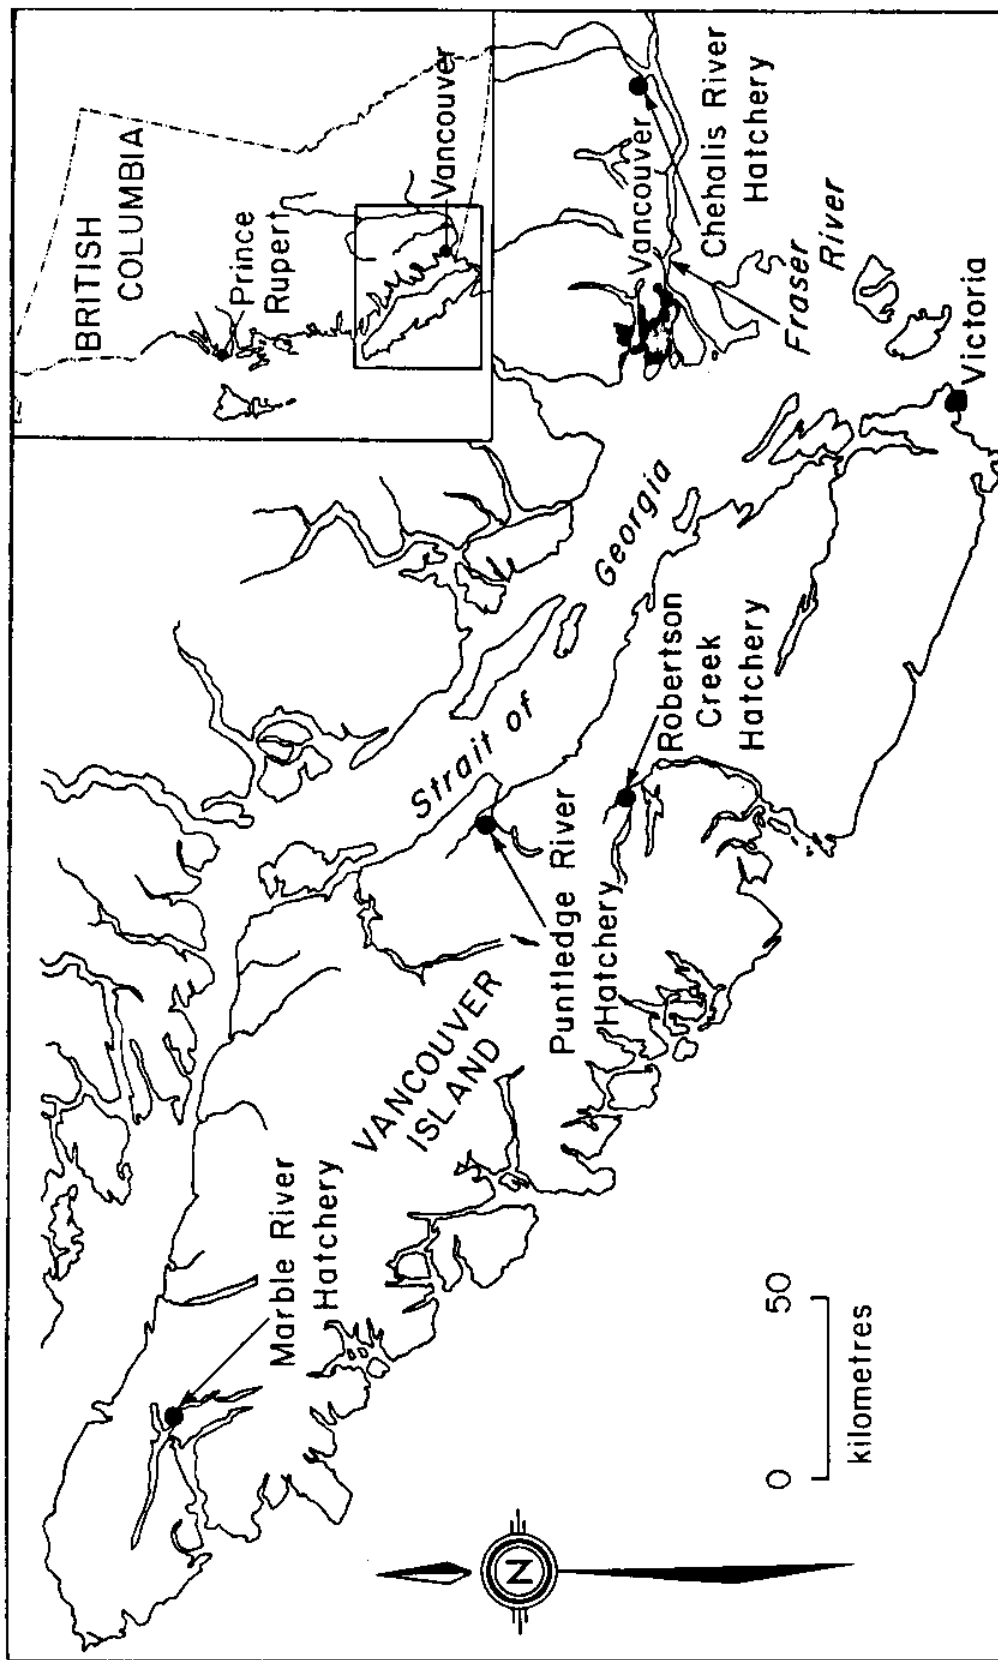 BRITISH
COLUMBIA
Prince
Rupert
Vancouver
Vancouver
Chehalis River
Hatchery
Fraser
River
Victoria
Strait of
Georgia
Robertson
Creek
Hatchery
Puntledge River
Hatchery
VANCOUVER
ISLAND
Marble River
Hatchery
0 50
kilometres
N